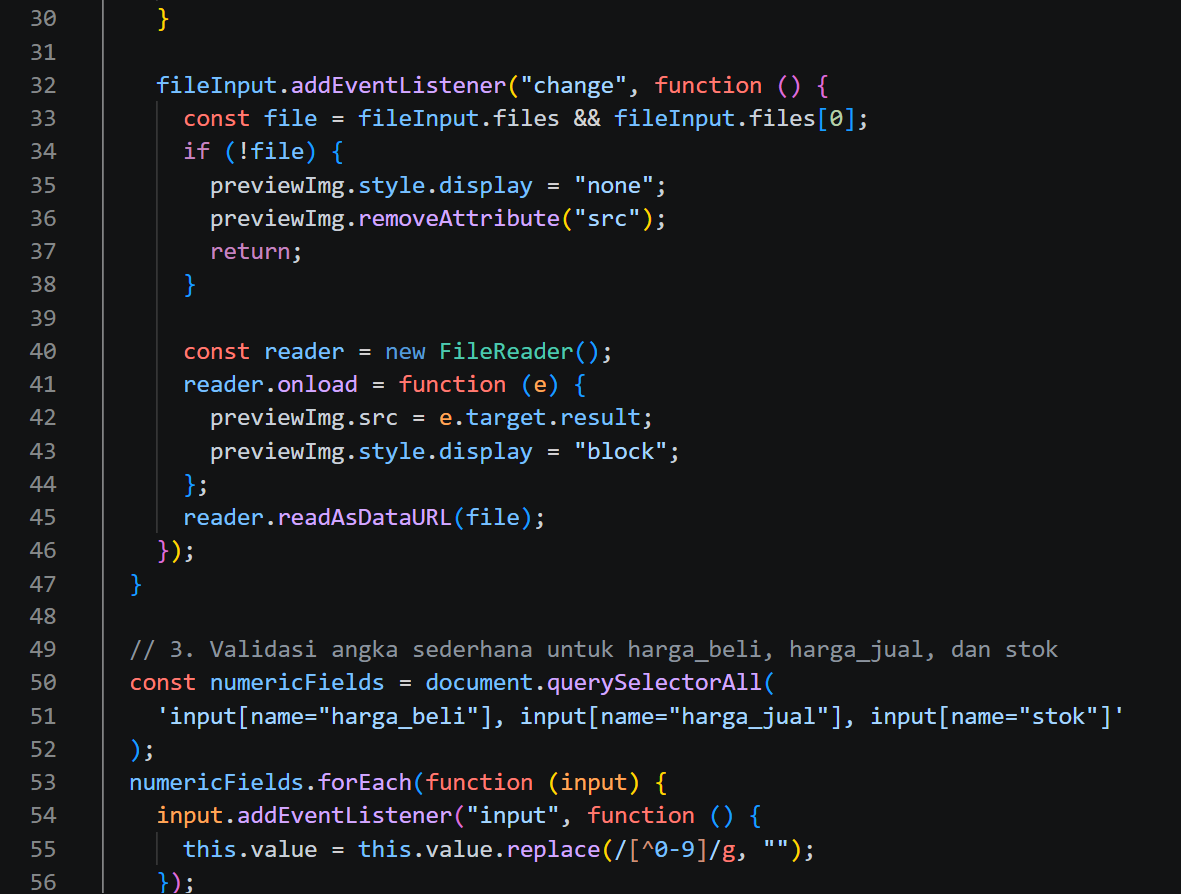 30 }
31
32 fileInput.addEventListener("change", function () {
33 const file = fileInput.files && fileInput.files[0];
34 if (!file) {
35 previewImg.style.display = "none";
36 previewImg.removeAttribute("src");
37 return;
38 }
39
40 const reader = new FileReader();
41 reader.onload = function (e) {
42 previewImg.src = e.target.result;
43 previewImg.style.display = "block";
44 };
45 reader.readAsDataURL(file);
46 });
47 }
48
49 // 3. Validasi angka sederhana untuk harga_beli, harga_jual, dan stok
50 const numericFields = document.querySelectorAll(
51 'input[name="harga_beli"], input[name="harga_jual"], input[name="stok"]'
52 );
53 numericFields.forEach(function (input) {
54 input.addEventListener("input", function () {
55 this.value = this.value.replace(/[^0-9]/g, "");
56 });